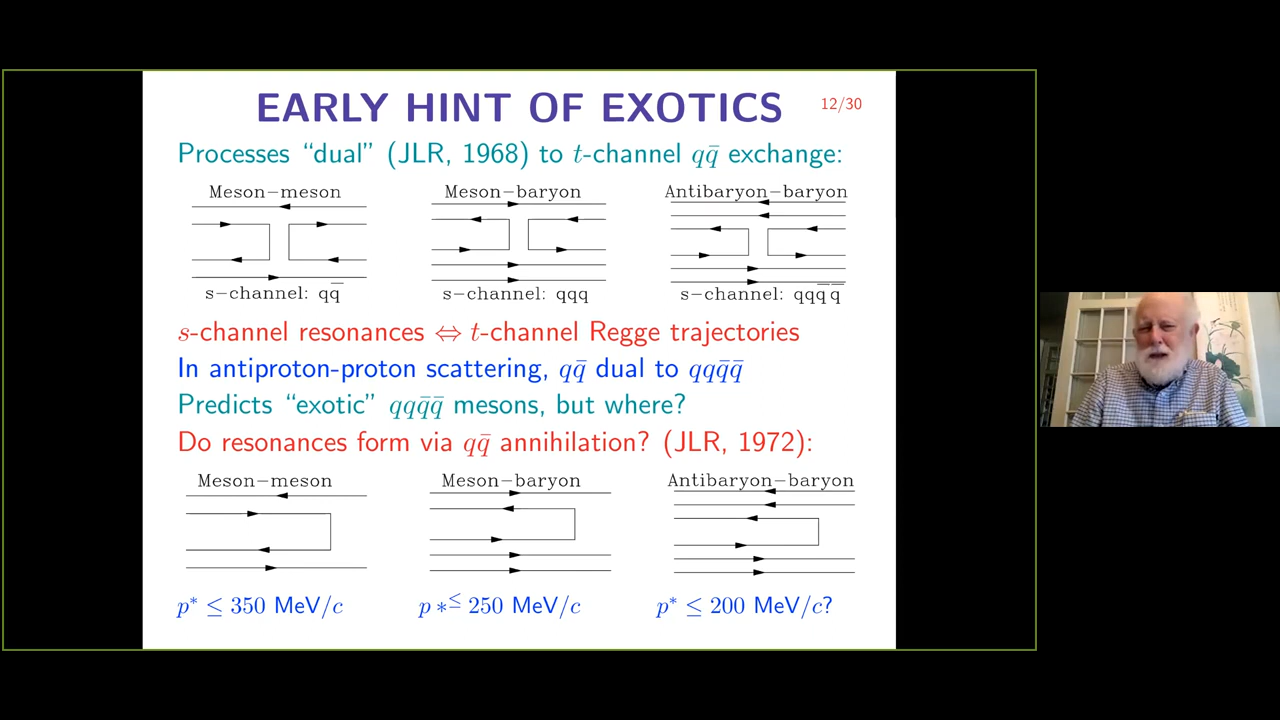 EARLY HINT OF EXOTICS
12/30
Processes “dual” (JLR, 1968) to t-channel qq̄ exchange:
Meson−meson
Meson−baryon
Antibaryon−baryon
s−channel: qq̄
s−channel: qqq
s−channel: qqq̄q̄
s-channel resonances ⇔ t-channel Regge trajectories
In antiproton-proton scattering, qq̄ dual to qqq̄q̄
Predicts “exotic” qqq̄q̄ mesons, but where?
Do resonances form via qq̄ annihilation? (JLR, 1972):
Meson−meson
Meson−baryon
Antibaryon−baryon
p* ≤ 350 MeV/c
p *≤ 250 MeV/c
p* ≤ 200 MeV/c?